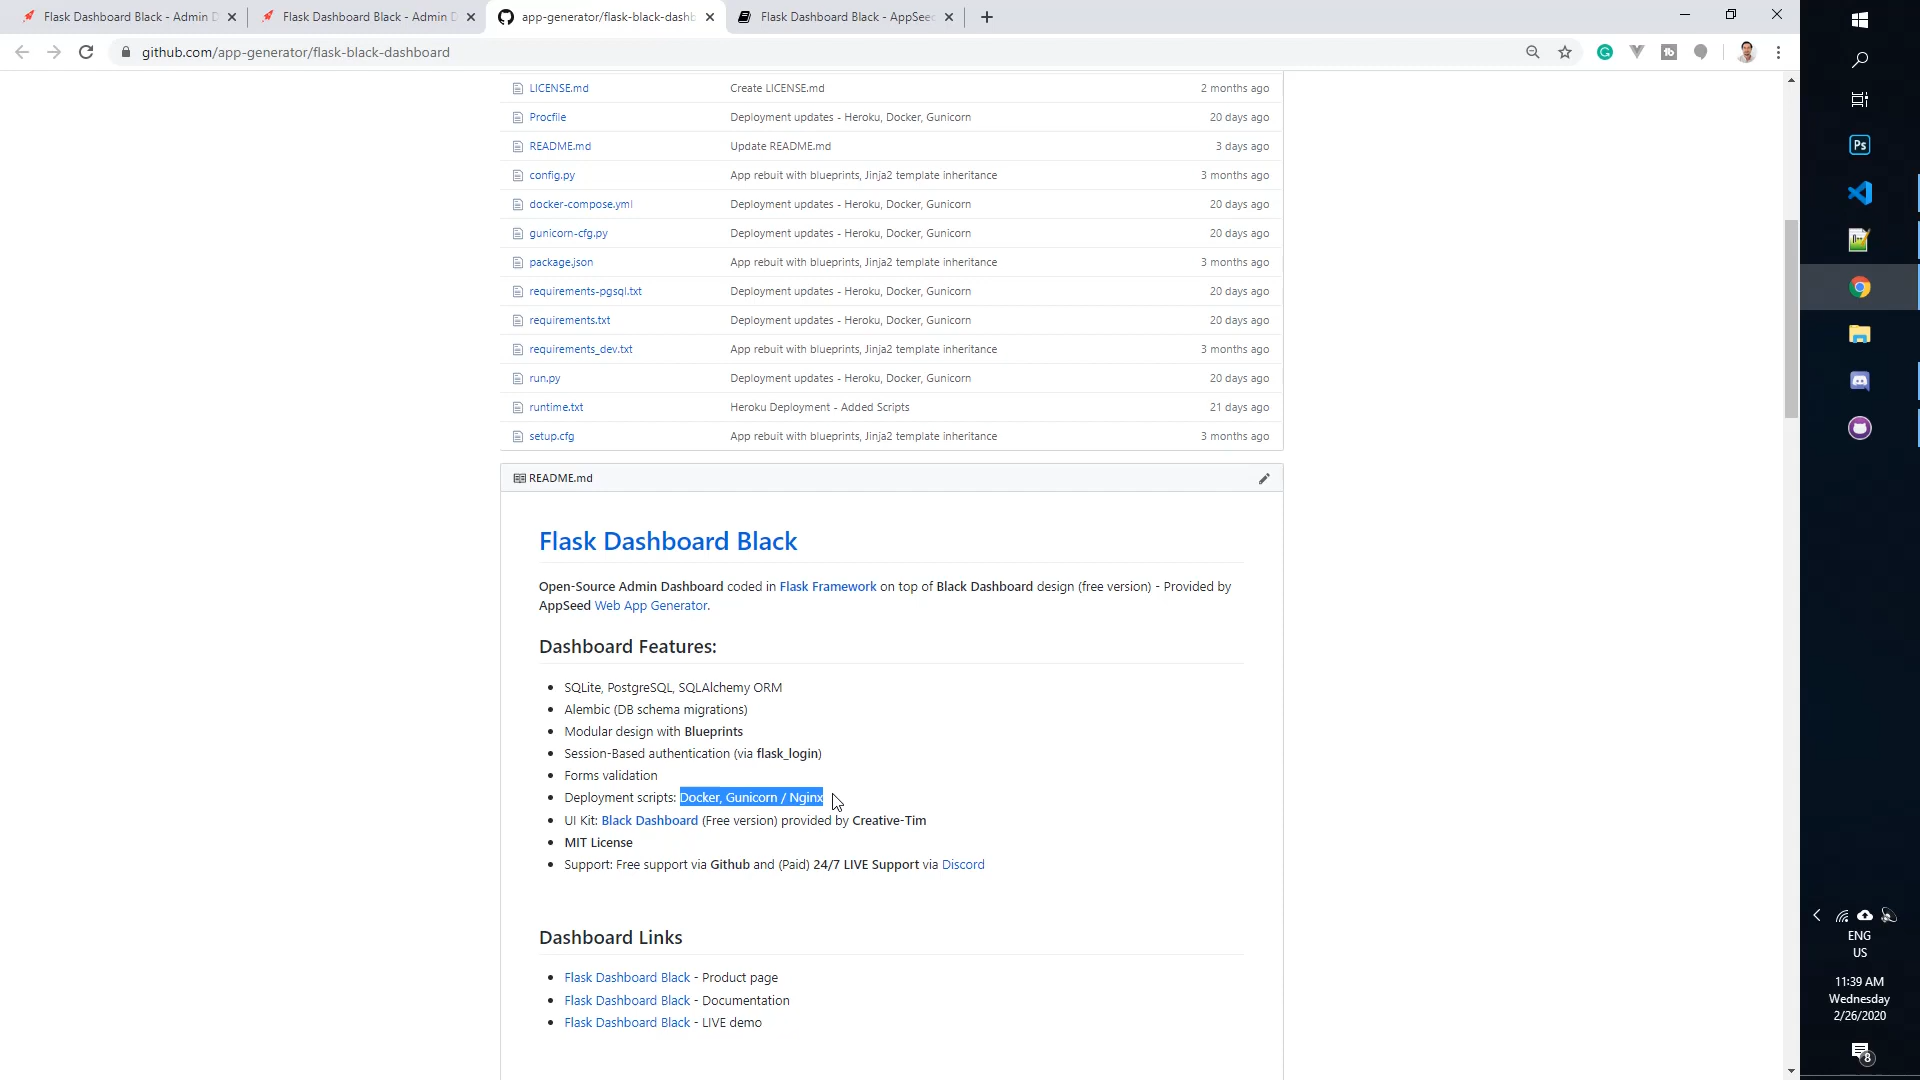 Flask Dashboard Black - Admin D
Flask Dashboard Black - Admin D
app-generator/flask-black-dashb
Flask Dashboard Black - AppSeed
github.com/app-generator/flask-black-dashboard
LICENSE.md Create LICENSE.md 2 months ago
Procfile Deployment updates - Heroku, Docker, Gunicorn 20 days ago
README.md Update README.md 3 days ago
config.py App rebuit with blueprints, Jinja2 template inheritance 3 months ago
docker-compose.yml Deployment updates - Heroku, Docker, Gunicorn 20 days ago
gunicorn-cfg.py Deployment updates - Heroku, Docker, Gunicorn 20 days ago
package.json App rebuit with blueprints, Jinja2 template inheritance 3 months ago
requirements-pgsql.txt Deployment updates - Heroku, Docker, Gunicorn 20 days ago
requirements.txt Deployment updates - Heroku, Docker, Gunicorn 20 days ago
requirements_dev.txt App rebuit with blueprints, Jinja2 template inheritance 3 months ago
run.py Deployment updates - Heroku, Docker, Gunicorn 20 days ago
runtime.txt Heroku Deployment - Added Scripts 21 days ago
setup.cfg App rebuit with blueprints, Jinja2 template inheritance 3 months ago
README.md
Flask Dashboard Black
Open-Source Admin Dashboard coded in Flask Framework on top of Black Dashboard design (free version) - Provided by
AppSeed Web App Generator.
Dashboard Features:
SQLite, PostgreSQL, SQLAlchemy ORM
Alembic (DB schema migrations)
Modular design with Blueprints
Session-Based authentication (via flask_login)
Forms validation
Deployment scripts: Docker, Gunicorn / Nginx
UI Kit: Black Dashboard (Free version) provided by Creative-Tim
MIT License
Support: Free support via Github and (Paid) 24/7 LIVE Support via Discord
Dashboard Links
Flask Dashboard Black - Product page
Flask Dashboard Black - Documentation
Flask Dashboard Black - LIVE demo
Ps
ENG
US
11:39 AM
Wednesday
2/26/2020
8